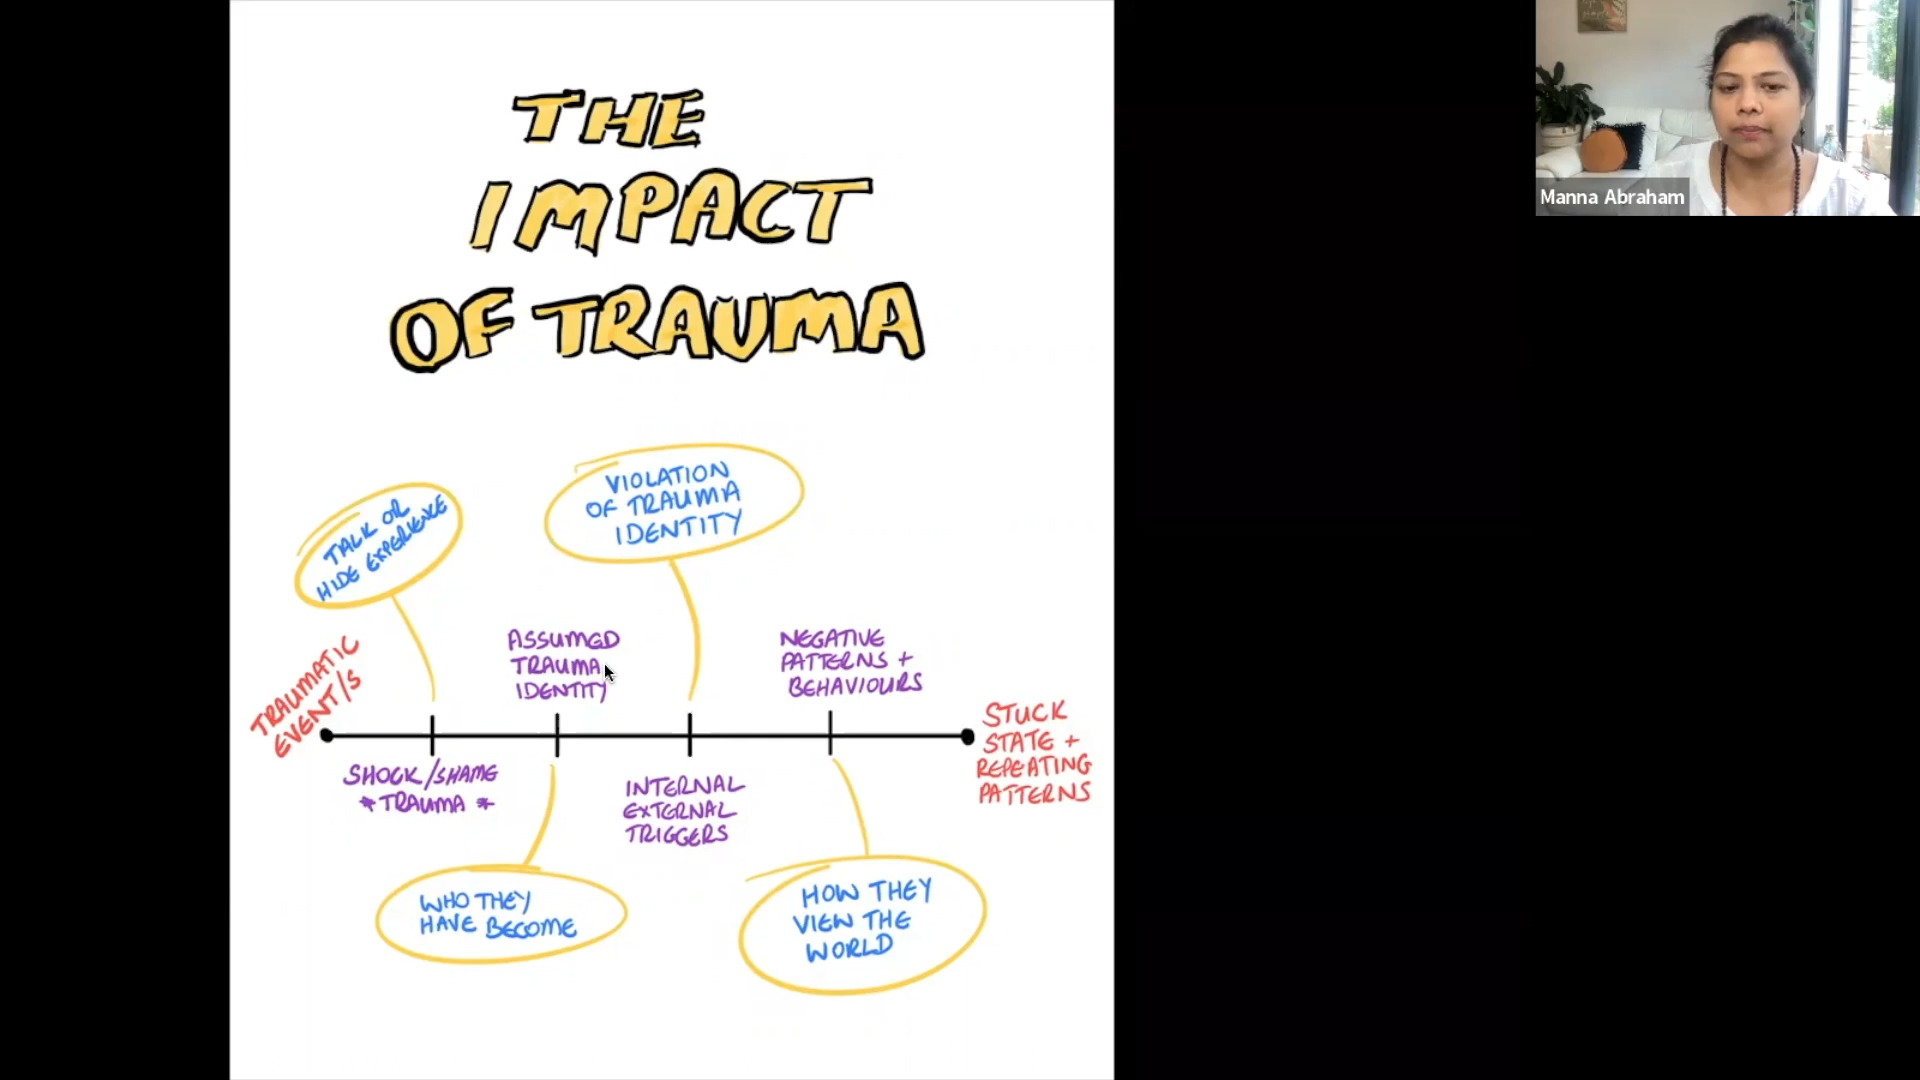 THE
IMPACT
OF TRAUMA
Manna Abraham
TALK OR
HIDE EXPERIENCE
VIOLATION
OF TRAUMA
IDENTITY
TRAUMATIC
EVENT/S
ASSUMED
TRAUMA
IDENTITY
NEGATIVE
PATTERNS +
BEHAVIOURS
SHOCK/SHAME
* TRAUMA *
INTERNAL
EXTERNAL
TRIGGERS
STUCK
STATE +
REPEATING
PATTERNS
WHO THEY
HAVE BECOME
HOW THEY
VIEW THE
WORLD